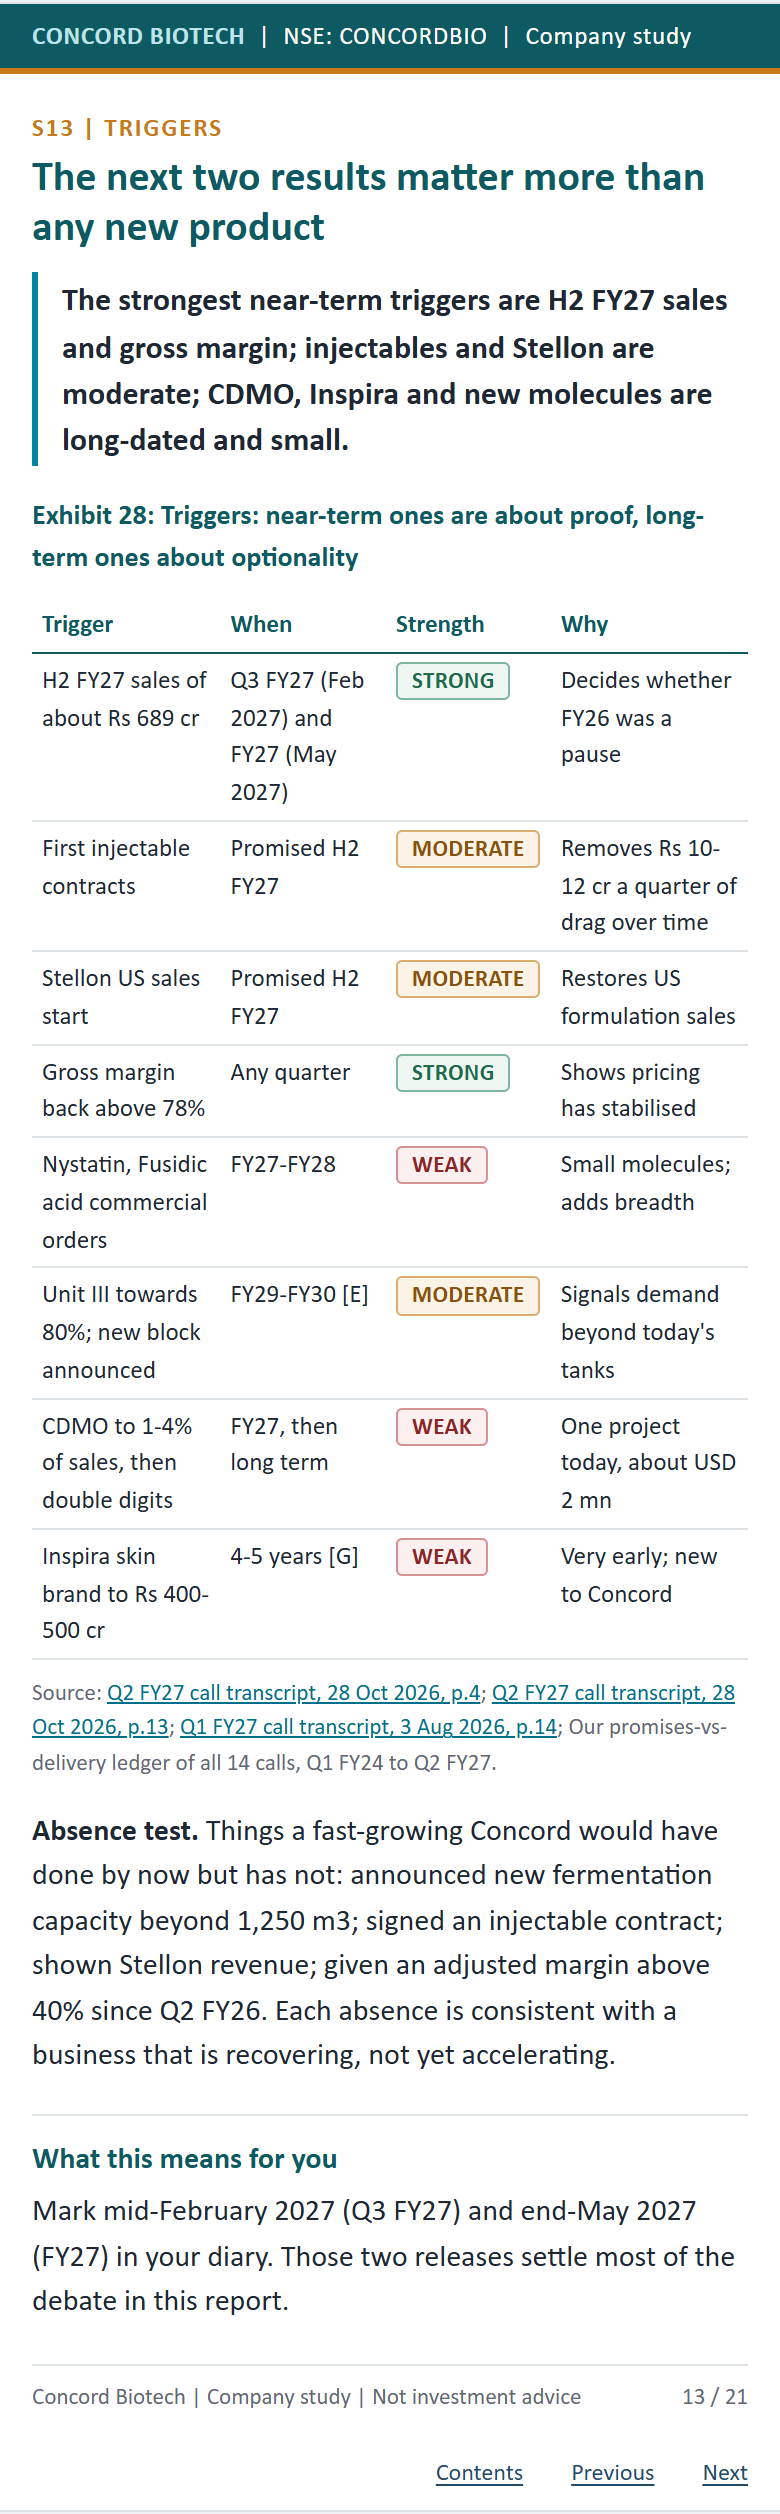 CONCORD BIOTECH | NSE: CONCORDBIO | Company study
S13 | TRIGGERS
The next two results matter more than
any new product
The strongest near-term triggers are H2 FY27 sales
and gross margin; injectables and Stellon are
moderate; CDMO, Inspira and new molecules are
long-dated and small.
Exhibit 28: Triggers: near-term ones are about proof, long-
term ones about optionality
Trigger When Strength Why
H2 FY27 sales of Q3 FY27 (Feb STRONG Decides whether
about Rs 689 cr 2027) and FY26 was a
FY27 (May pause
2027)
First injectable Promised H2 MODERATE Removes Rs 10-
contracts FY27 12 cr a quarter of
drag over time
Stellon US sales Promised H2 MODERATE Restores US
start FY27 formulation sales
Gross margin Any quarter STRONG Shows pricing
back above 78% has stabilised
Nystatin, Fusidic FY27-FY28 WEAK Small molecules;
acid commercial adds breadth
orders
Unit III towards FY29-FY30 [E] MODERATE Signals demand
80%; new block beyond today's
announced tanks
CDMO to 1-4% FY27, then WEAK One project
of sales, then long term today, about USD
double digits 2 mn
Inspira skin 4-5 years [G] WEAK Very early; new
brand to Rs 400- to Concord
500 cr
Source: Q2 FY27 call transcript, 28 Oct 2026, p.4; Q2 FY27 call transcript, 28
Oct 2026, p.13; Q1 FY27 call transcript, 3 Aug 2026, p.14; Our promises-vs-
delivery ledger of all 14 calls, Q1 FY24 to Q2 FY27.
Absence test. Things a fast-growing Concord would have
done by now but has not: announced new fermentation
capacity beyond 1,250 m3; signed an injectable contract;
shown Stellon revenue; given an adjusted margin above
40% since Q2 FY26. Each absence is consistent with a
business that is recovering, not yet accelerating.
What this means for you
Mark mid-February 2027 (Q3 FY27) and end-May 2027
(FY27) in your diary. Those two releases settle most of the
debate in this report.
Concord Biotech | Company study | Not investment advice 13 / 21
Contents Previous Next